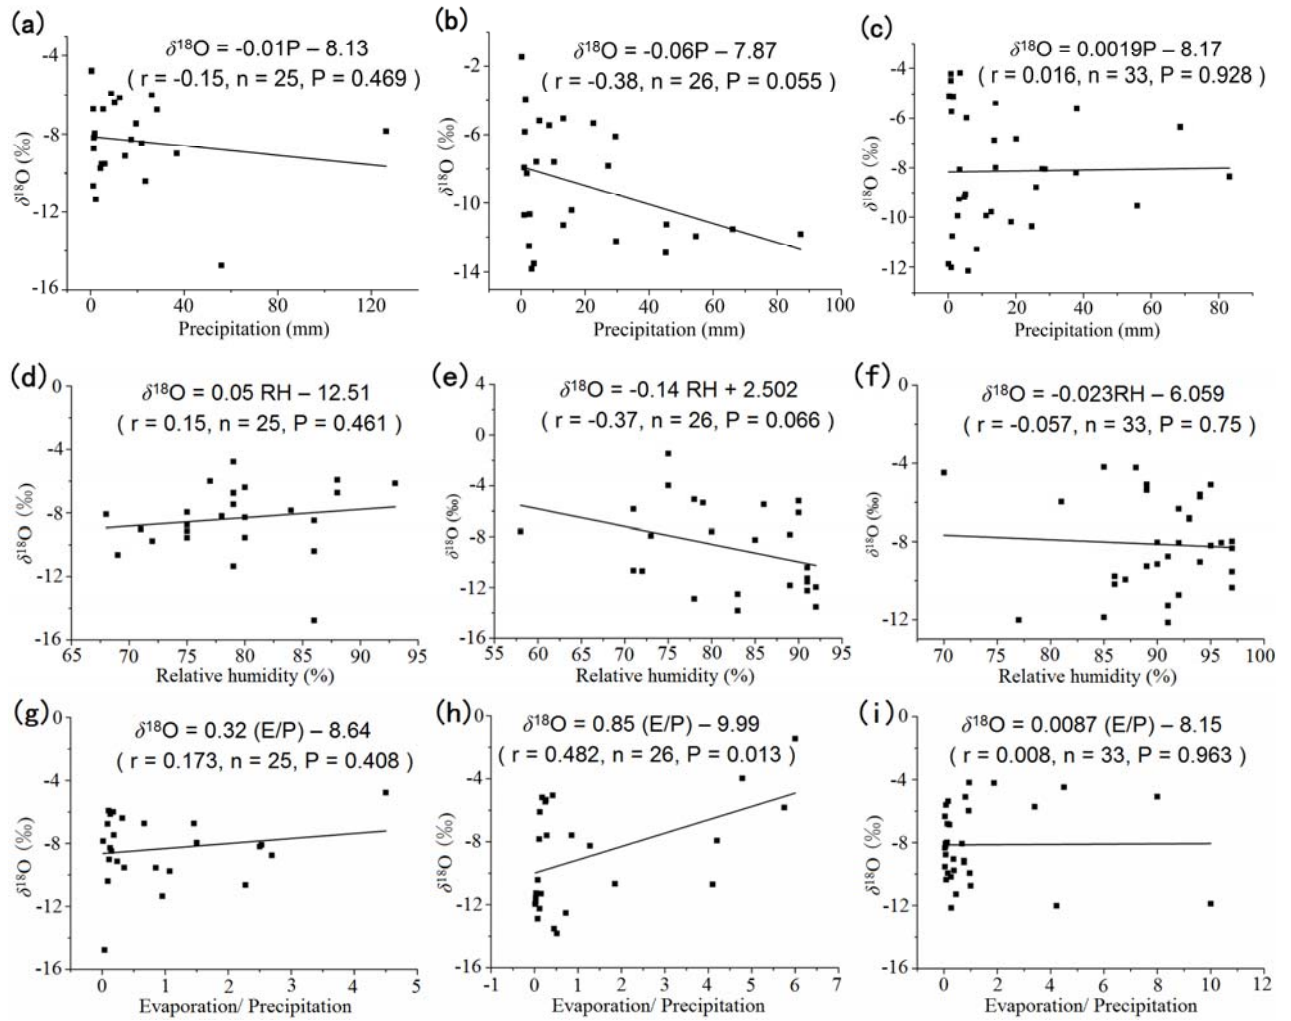 (a)
δ18O = -0.01P – 8.13
( r = -0.15, n = 25, P = 0.469 )
-4
-8
-12
-16
δ18O (‰)
0 40 80 120
Precipitation (mm)
(b)
δ18O = -0.06P – 7.87
( r = -0.38, n = 26, P = 0.055 )
-2
-6
-10
-14
δ18O (‰)
0 20 40 60 80 100
Precipitation (mm)
(c)
δ18O = 0.0019P – 8.17
( r = 0.016, n = 33, P = 0.928 )
-4
-6
-8
-10
-12
δ18O (‰)
0 20 40 60 80
Precipitation (mm)
(d)
δ18O = 0.05 RH – 12.51
( r = 0.15, n = 25, P = 0.461 )
0
-4
-8
-12
-16
δ18O (‰)
65 70 75 80 85 90 95
Relative humidity (%)
(e)
δ18O = -0.14 RH + 2.502
( r = -0.37, n = 26, P = 0.066 )
4
0
-4
-8
-12
-16
δ18O (‰)
55 60 65 70 75 80 85 90 95
Relative humidity (%)
(f)
δ18O = -0.023RH – 6.059
( r = -0.057, n = 33, P = 0.75 )
0
-4
-8
-12
δ18O (‰)
70 75 80 85 90 95 100
Relative humidity (%)
(g)
δ18O = 0.32 (E/P) – 8.64
( r = 0.173, n = 25, P = 0.408 )
0
-4
-8
-12
-16
δ18O (‰)
0 1 2 3 4 5
Evaporation/ Precipitation
(h)
δ18O = 0.85 (E/P) – 9.99
( r = 0.482, n = 26, P = 0.013 )
0
-4
-8
-12
-16
δ18O (‰)
-1 0 1 2 3 4 5 6 7
Evaporation/ Precipitation
(i)
δ18O = 0.0087 (E/P) – 8.15
( r = 0.008, n = 33, P = 0.963 )
0
-4
-8
-12
-16
δ18O (‰)
0 2 4 6 8 10 12
Evaporation/ Precipitation